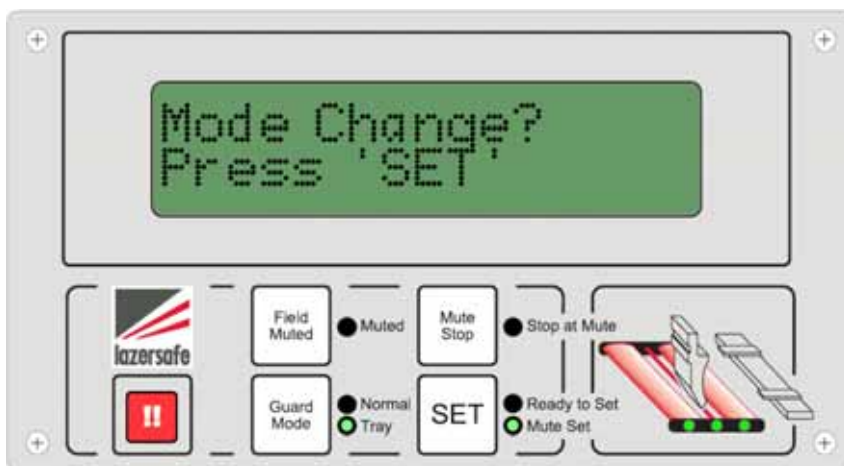 Mode Change?
Press 'SET'
lazersafe
Field
Muted
Muted
Mute
Stop
Stop at Mute
!!
Guard
Mode
Normal
Tray
SET
Ready to Set
Mute Set